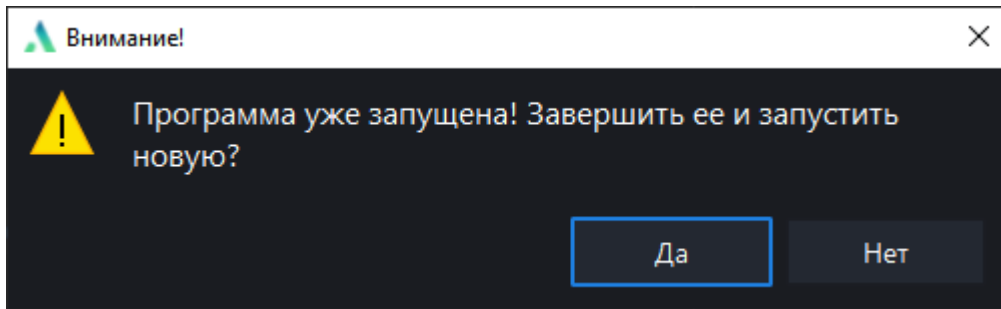 Внимание!
Программа уже запущена! Завершить ее и запустить
новую?
Да
Нет